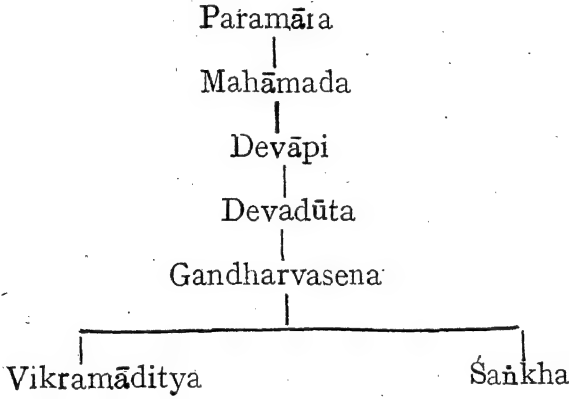 Paramāra
Mahāmada
Devāpi
Devadūta
Gandharvasena
Vikramāditya Śaṅkha